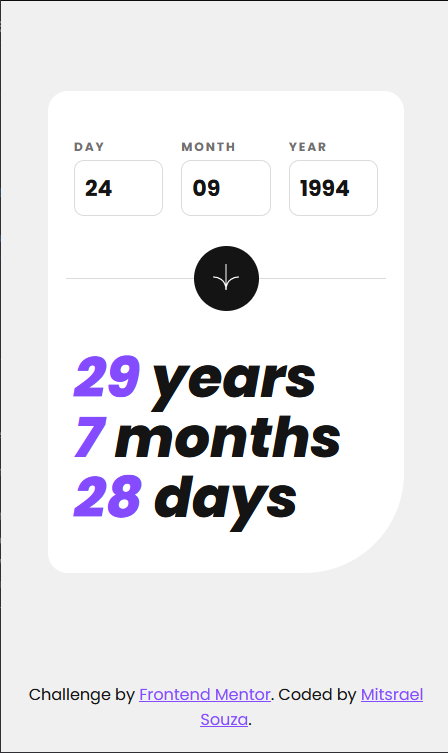 DAY MONTH YEAR
24 09 1994
29 years
7 months
28 days
Challenge by Frontend Mentor. Coded by Mitsrael
Souza.